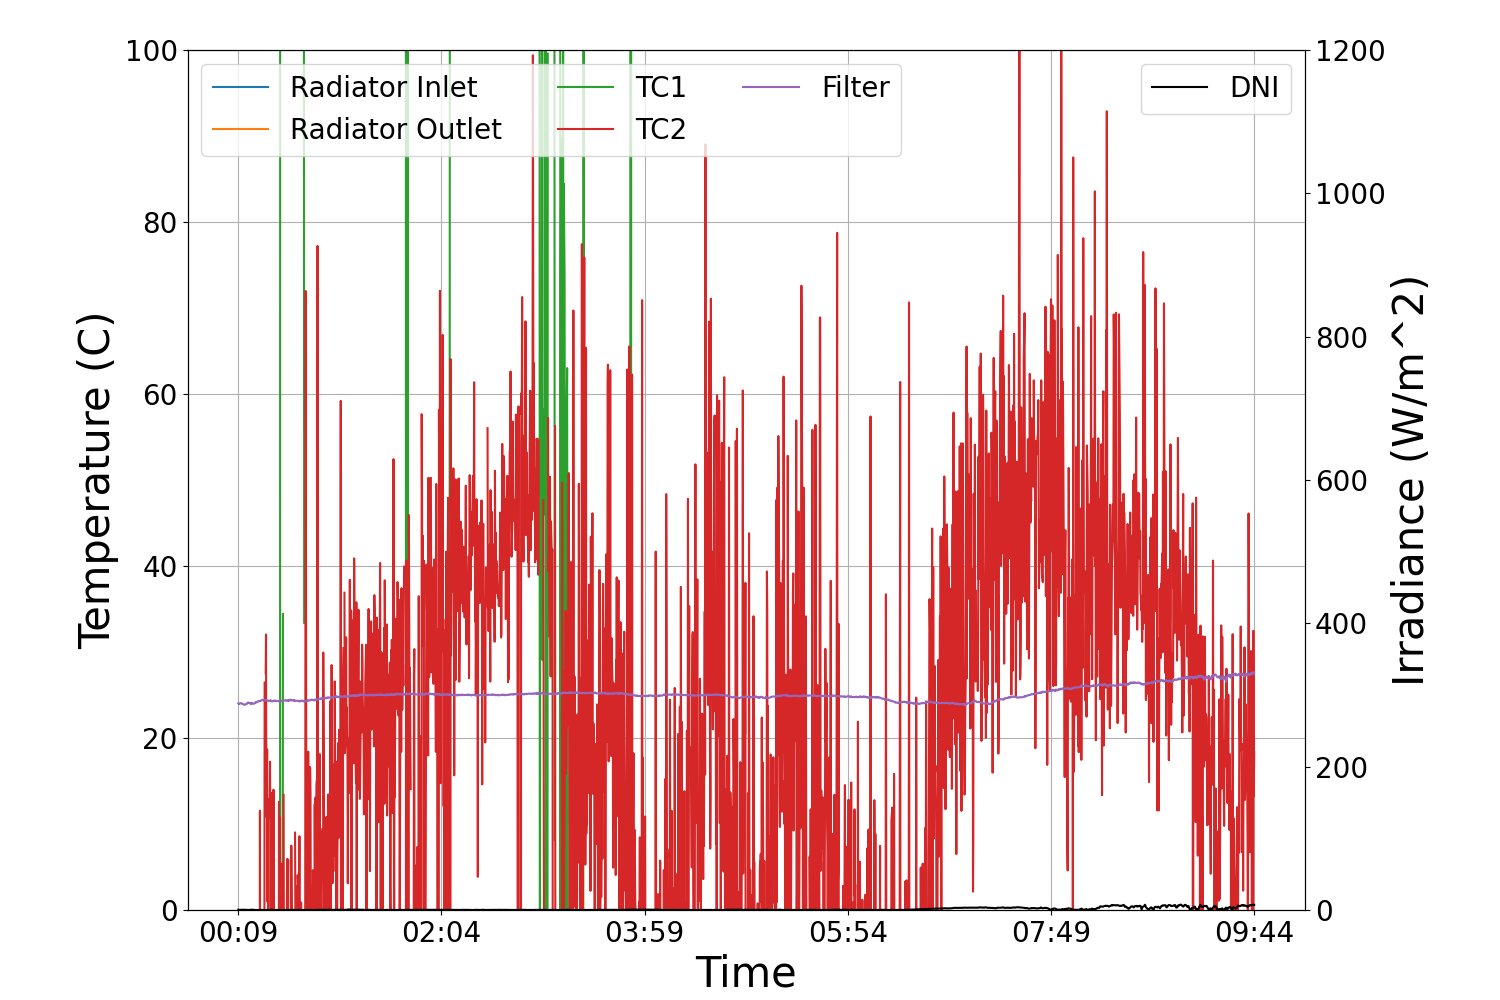 100
80
60
40
20
0
Temperature (C)
Radiator Inlet
Radiator Outlet
TC1
TC2
Filter
DNI
1200
1000
800
600
400
200
0
Irradiance (W/m^2)
00:09 02:04 03:59 05:54 07:49 09:44
Time